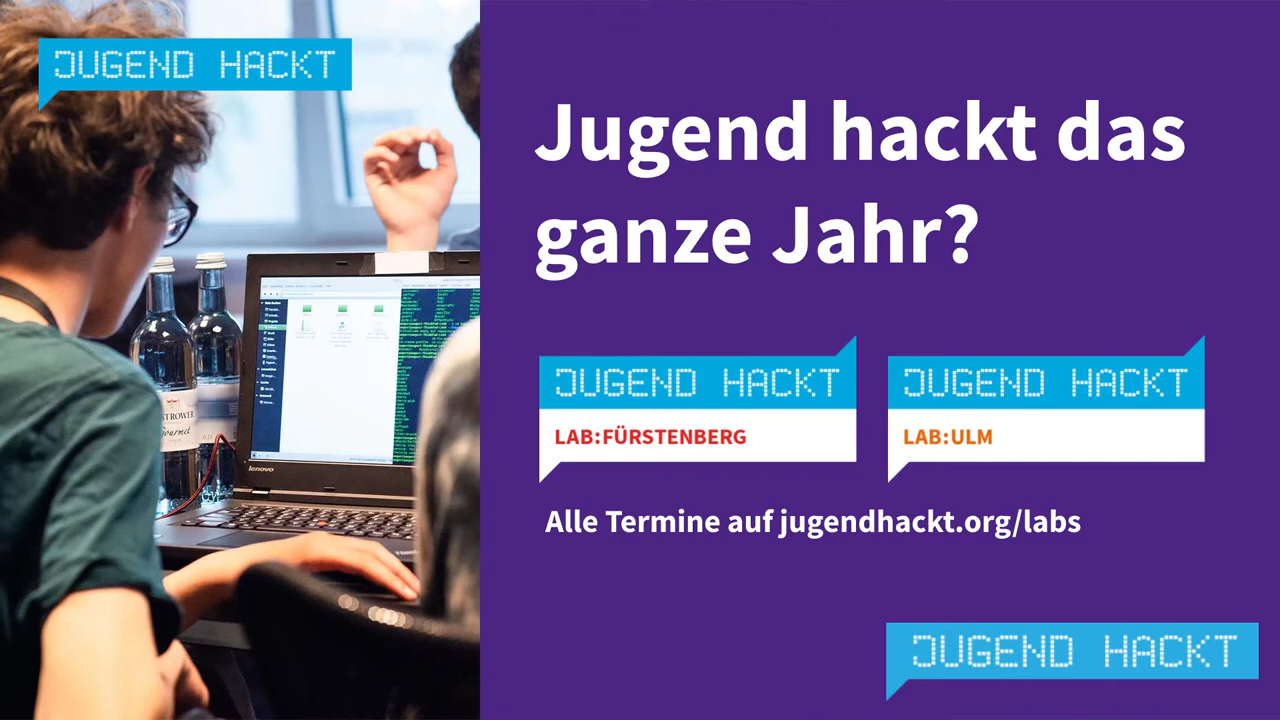 JUGEND HACKT
Jugend hackt das
ganze Jahr?
JUGEND HACKT
LAB:FÜRSTENBERG
JUGEND HACKT
LAB:ULM
Alle Termine auf jugendhackt.org/labs
JUGEND HACKT
lenovo